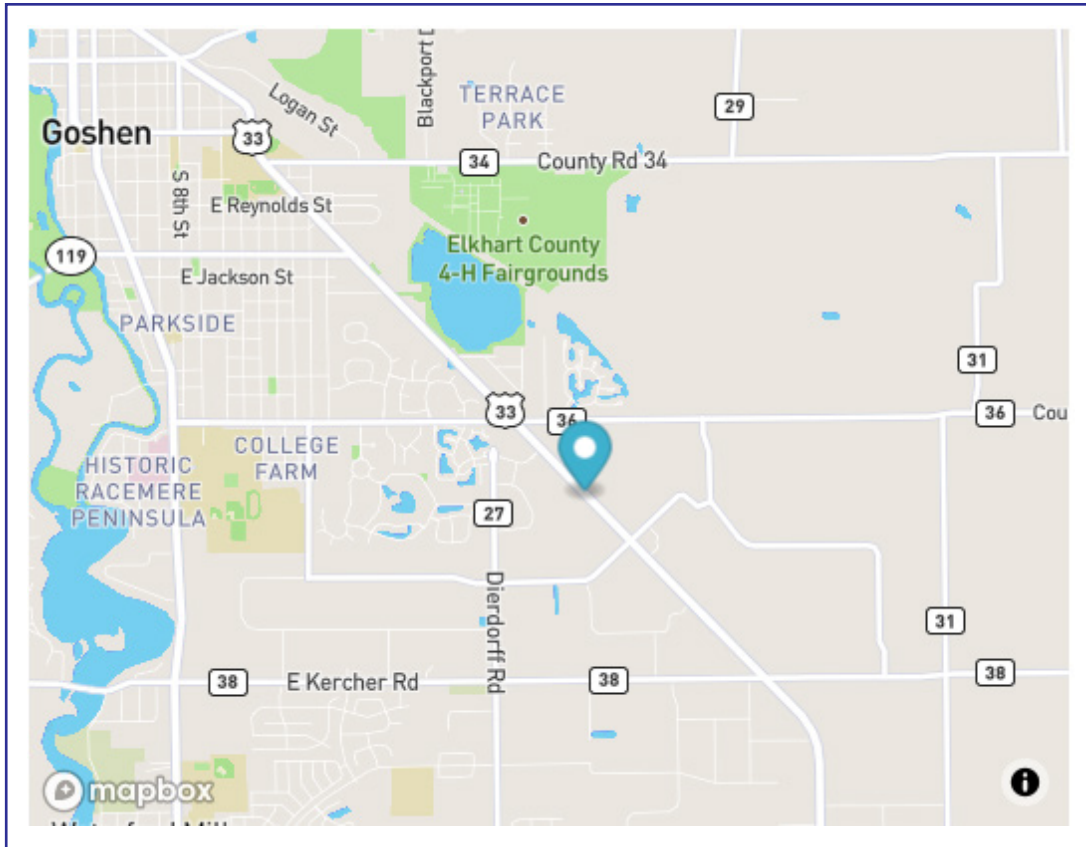 Blackport D
TERRACE
PARK
29
Logan St
Goshen
33
34
County Rd 34
S 8th St
E Reynolds St
Elkhart County
4-H Fairgrounds
119
E Jackson St
PARKSIDE
31
33
36
36
Cou
COLLEGE
FARM
HISTORIC
RACEMERE
PENINSULA
27
Dierdorff Rd
31
38
E Kercher Rd
38
38
mapbox
i